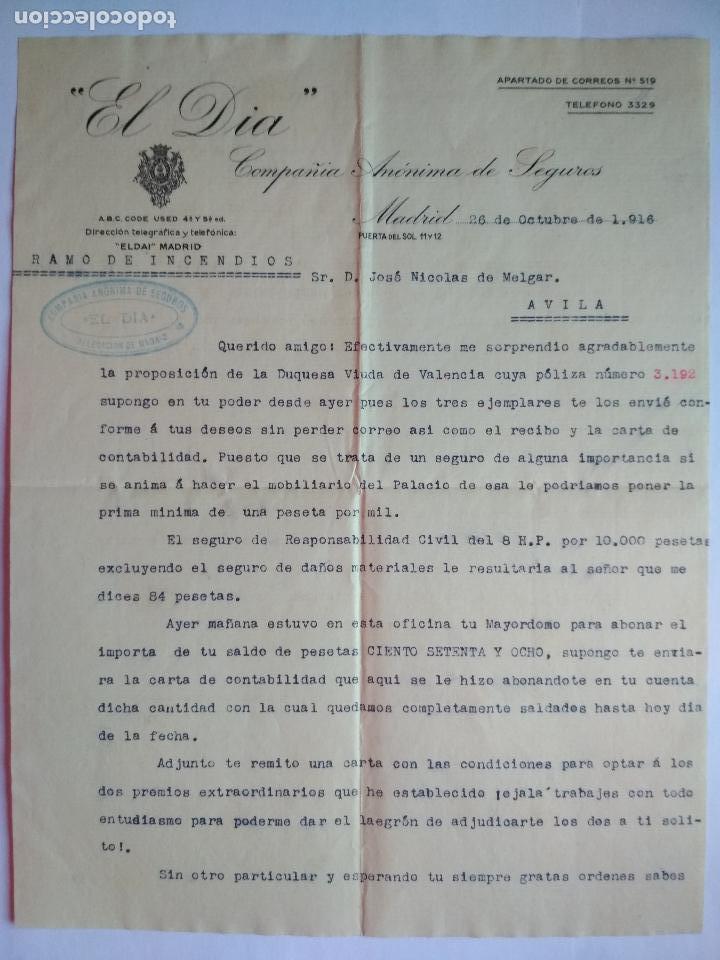 todocoleccion
APARTADO DE CORREOS Nº 519
TELEFONO 3329
"El Dia"
Compañia Anónima de Seguros
A.B.C. CODE USED 4ª Y 5ª ed.
Dirección telegráfica y telefónica:
"ELDAI" MADRID
Madrid 26 de Octubre de 1.916
PUERTA DEL SOL 11 Y 12
RAMO DE INCENDIOS
Sr. D. José Nicolas de Melgar.
AVILA
COMPAÑIA ANÓNIMA DE SEGUROS
"EL DIA"
DELEGACION DE MADRID
Querido amigo: Efectivamente me sorprendio agradablemente
la proposición de la Duquesa Viuda de Valencia cuya póliza número 3.192
supongo en tu poder desde ayer pues los tres ejemplares te los envié con-
forme á tus deseos sin perder correo asi como el recibo y la carta de
contabilidad. Puesto que se trata de un seguro de alguna importancia si
se anima á hacer el mobiliario del Palacio de esa le podriamos poner la
prima minima de una peseta por mil.
El seguro de Responsabilidad Civil del 8 H.P. por 10.000 pesetas
excluyendo el seguro de daños materiales le resultaria al señor que me
dices 84 pesetas.
Ayer mañana estuvo en esta oficina tu Mayordomo para abonar el
importa de tu saldo de pesetas CIENTO SETENTA Y OCHO, supongo te envia-
ra la carta de contabilidad que aqui se le hizo abonandote en tu cuenta
dicha cantidad con la cual quedamos completamente saldados hasta hoy dia
de la fecha.
Adjunto te remito una carta con las condiciones para optar á los
dos premios extraordinarios que he establecido ¡ejala trabajes con todo
entudiasmo para poderme dar el laegrón de adjudicarte los dos a ti soli-
to!.
Sin otro particular y esperando tu siempre gratas ordenes sabes